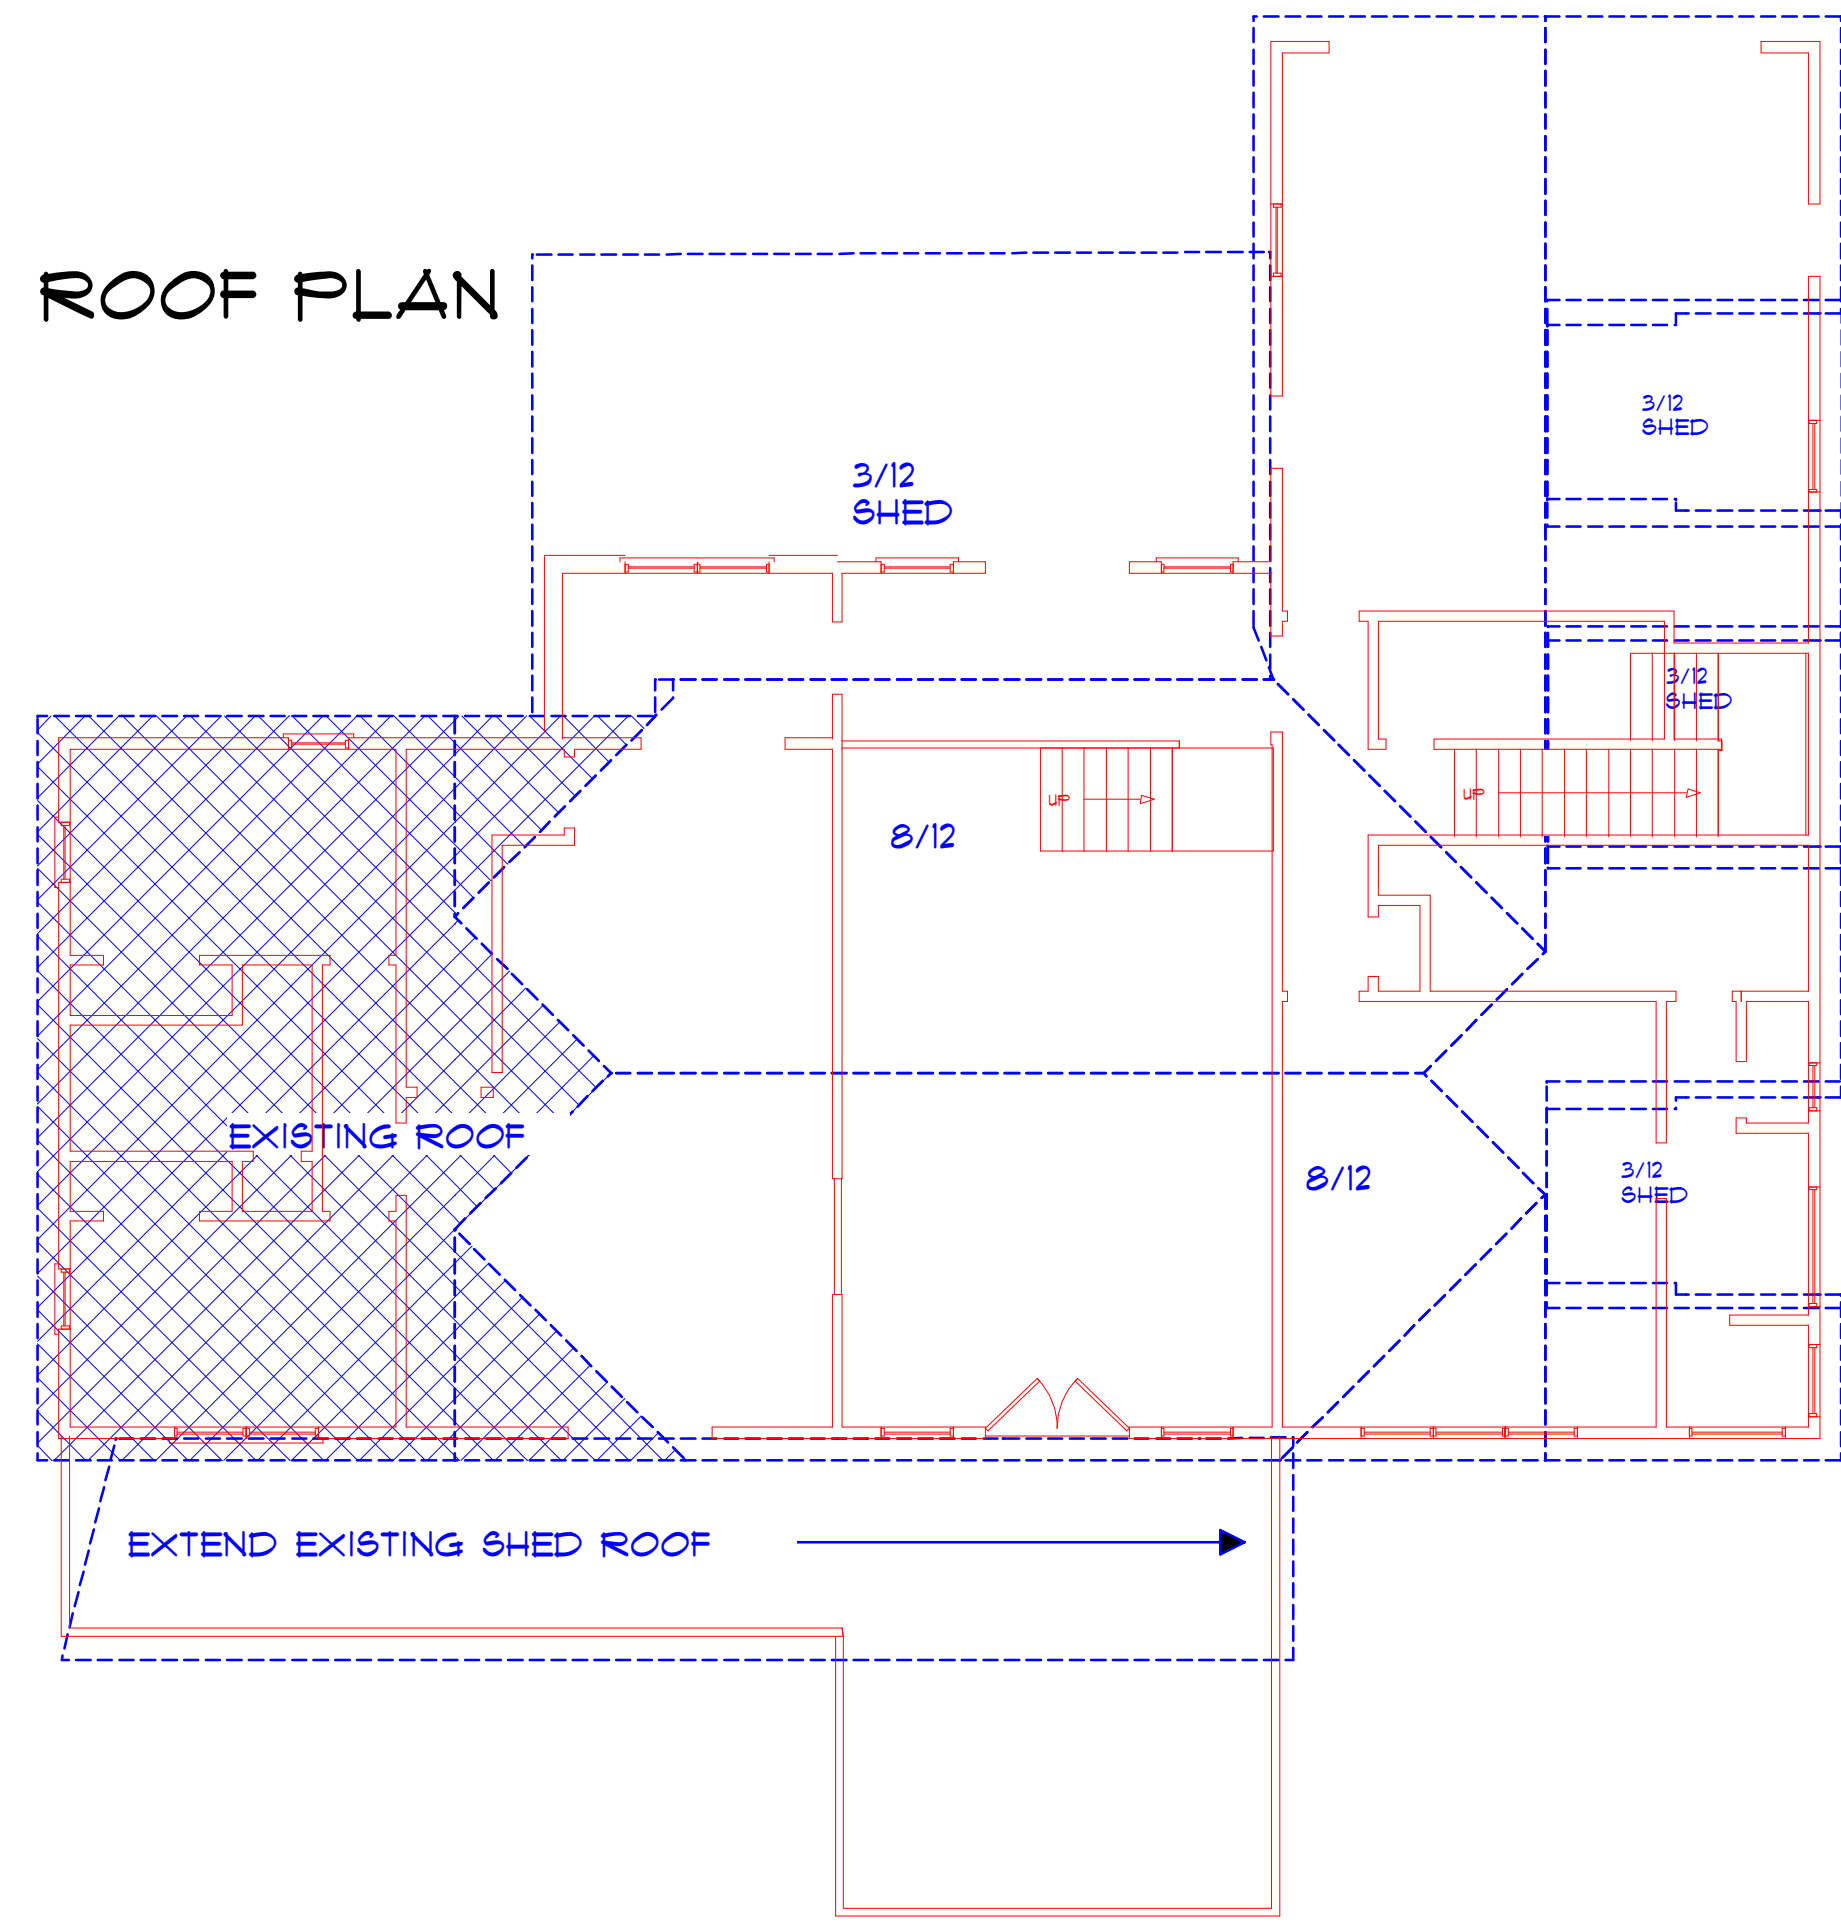 ROOF PLAN
3/12
SHED
3/12
SHED
3/12
SHED
UP
UP
8/12
EXISTING ROOF
8/12
3/12
SHED
EXTEND EXISTING SHED ROOF